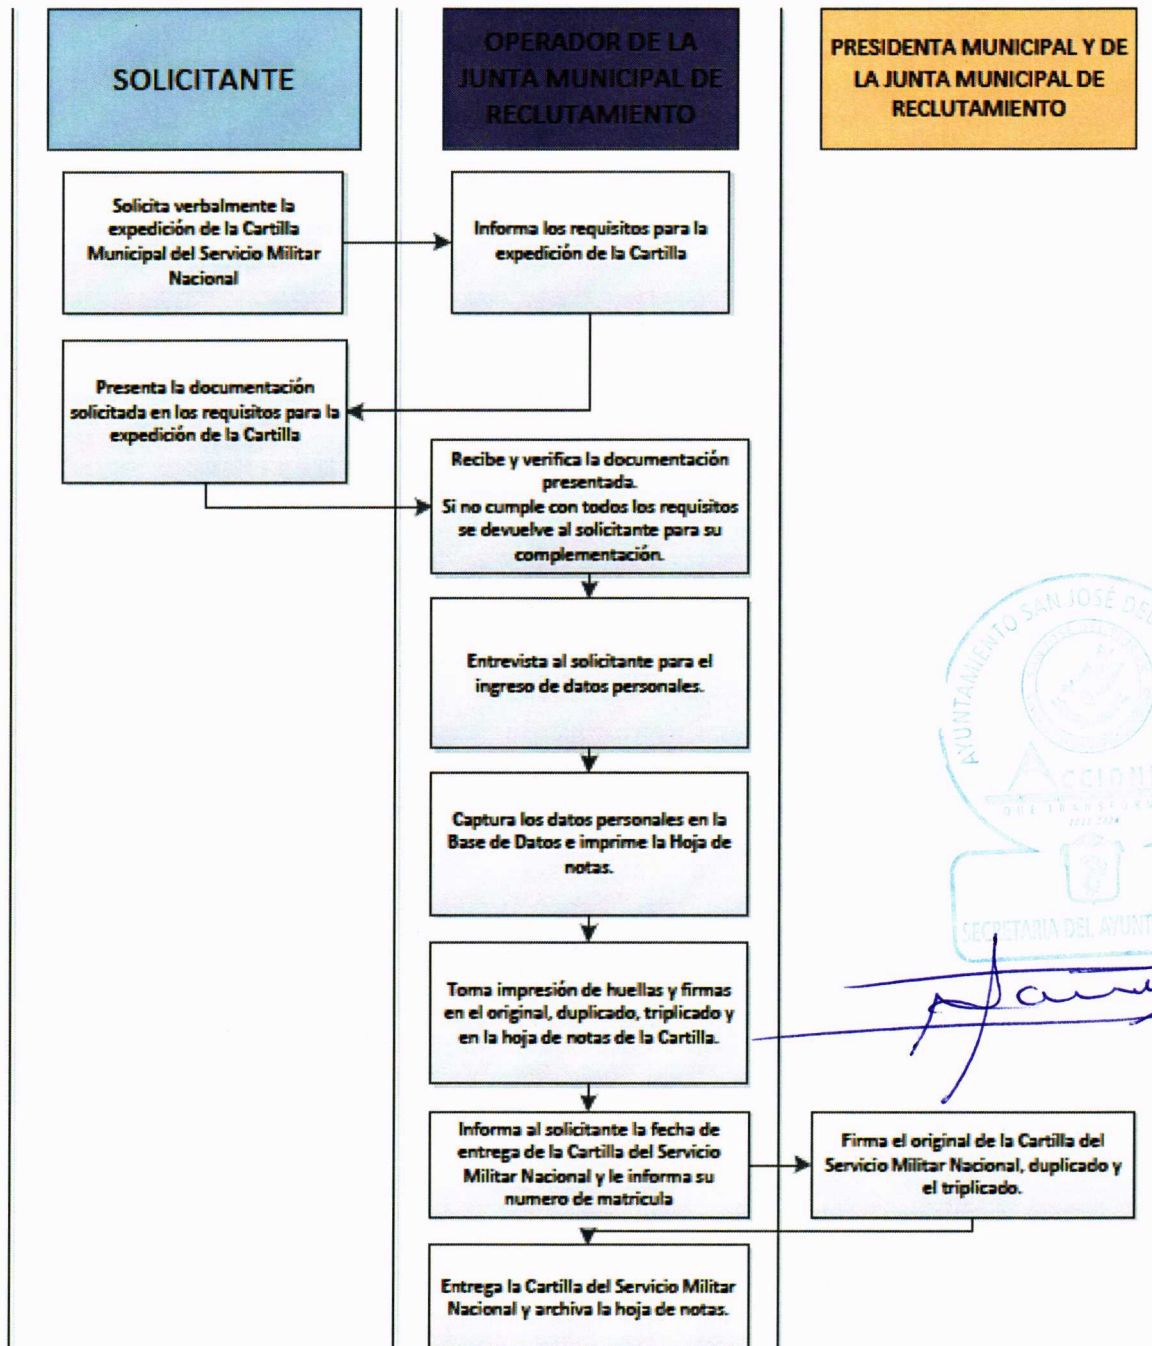 SOLICITANTE
OPERADOR DE LA
JUNTA MUNICIPAL DE
RECLUTAMIENTO
PRESIDENTA MUNICIPAL Y DE
LA JUNTA MUNICIPAL DE
RECLUTAMIENTO
Solicita verbalmente la
expedición de la Cartilla
Municipal del Servicio Militar
Nacional
Informa los requisitos para la
expedición de la Cartilla
Presenta la documentación
solicitada en los requisitos para la
expedición de la Cartilla
Recibe y verifica la documentación
presentada.
Si no cumple con todos los requisitos
se devuelve al solicitante para su
complementación.
Entrevista al solicitante para el
ingreso de datos personales.
Captura los datos personales en la
Base de Datos e imprime la Hoja de
notas.
Toma impresión de huellas y firmas
en el original, duplicado, triplicado y
en la hoja de notas de la Cartilla.
Informa al solicitante la fecha de
entrega de la Cartilla del Servicio
Militar Nacional y le informa su
numero de matricula
Firma el original de la Cartilla del
Servicio Militar Nacional, duplicado y
el triplicado.
Entrega la Cartilla del Servicio Militar
Nacional y archiva la hoja de notas.
AYUNTAMIENTO SAN JOSÉ DEL
SECRETARIA DEL